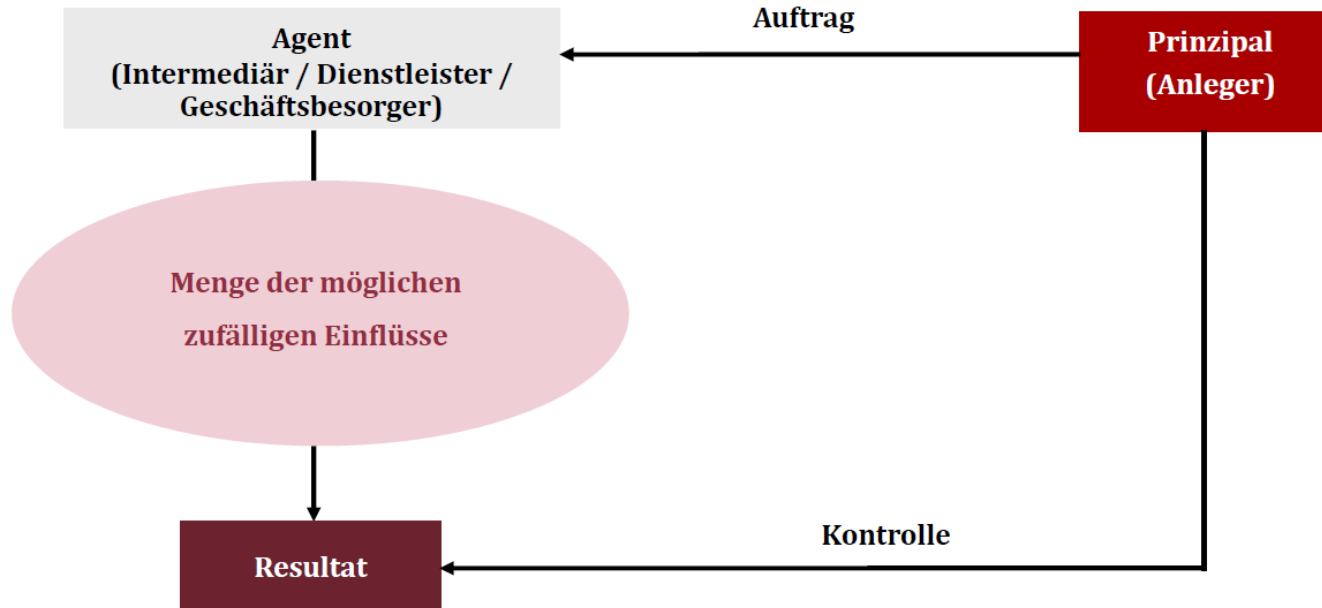 Auftrag
Agent
(Intermediär / Dienstleister /
Geschäftsbesorger)
Prinzipal
(Anleger)
Menge der möglichen
zufälligen Einflüsse
Kontrolle
Resultat